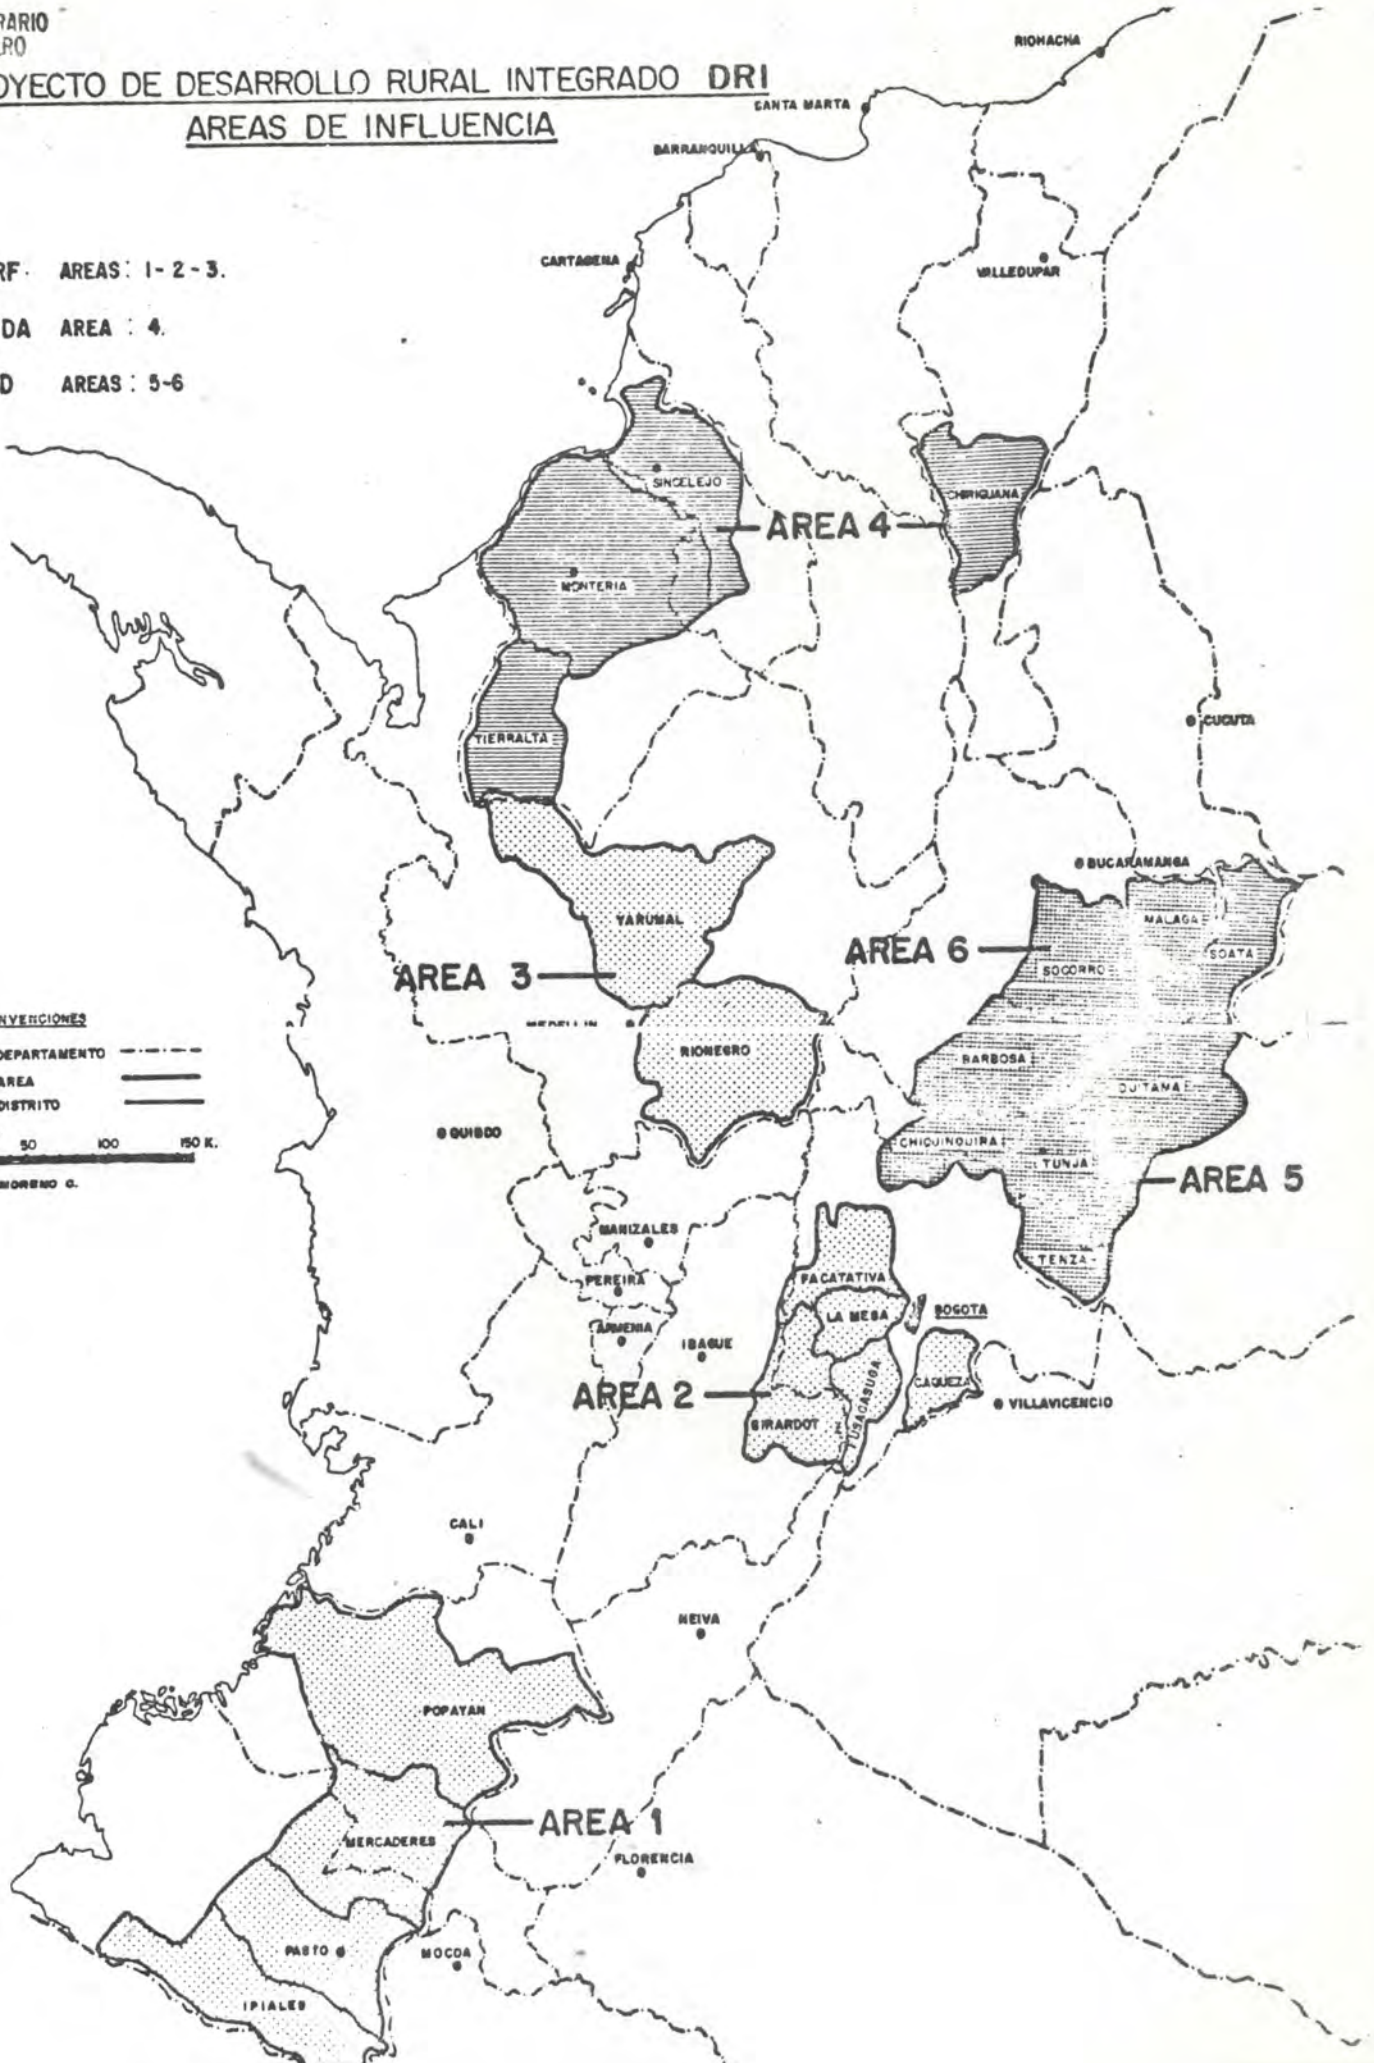 RARIO
ERO
OYECTO DE DESARROLLO RURAL INTEGRADO DRI
AREAS DE INFLUENCIA
RIOHACHA
SANTA MARTA
BARRANQUILLA
CARTAGENA
VALLEDUPAR
RF. AREAS: 1-2-3.
DA AREA : 4.
D AREAS : 5-6
SINCELEJO
CHIRIGUANA
AREA 4
MONTERIA
TIERRALTA
CUCUTA
BUCARAMANGA
YARUMAL
MALAGA
AREA 6
SOATA
SOCORRO
AREA 3
NVENCIONES
MEDELLIN
DEPARTAMENTO
RIONEGRO
BARBOSA
AREA
DUITAMA
DISTRITO
QUIBDO
CHIQUINQUIRA
50 100 150 K.
TUNJA
MORENO G.
AREA 5
MANIZALES
TENZA
PEREIRA
FACATATIVA
LA MESA
BOGOTA
ARMENIA
IBAGUE
CAQUEZA
AREA 2
FUSAGASUGA
VILLAVICENCIO
GIRARDOT
CALI
NEIVA
POPAYAN
AREA 1
MERCADERES
FLORENCIA
PASTO
MOCOA
IPIALES